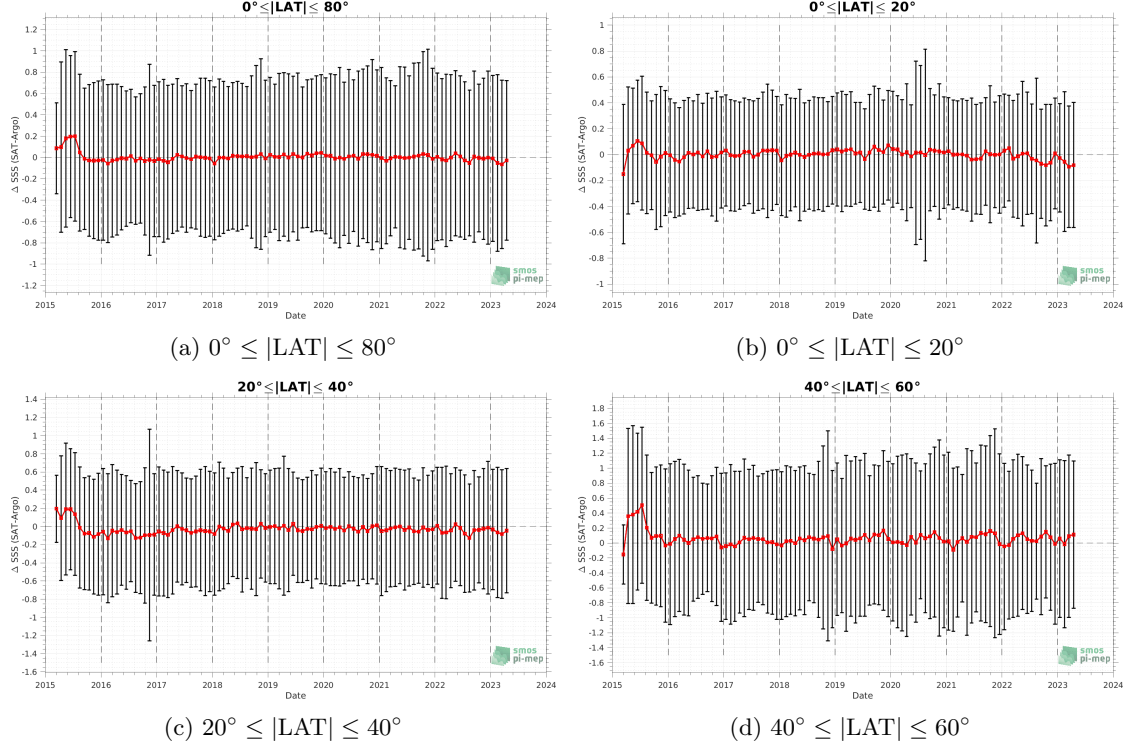 0°≤|LAT|≤ 80°
Δ SSS (SAT-Argo)
1.2
1
0.8
0.6
0.4
0.2
0
-0.2
-0.4
-0.6
-0.8
-1
-1.2
2015 2016 2017 2018 2019 2020 2021 2022 2023 2024
Date
smos
pi-mep
(a) 0° ≤ |LAT| ≤ 80°
0°≤|LAT|≤ 20°
Δ SSS (SAT-Argo)
1
0.8
0.6
0.4
0.2
0
-0.2
-0.4
-0.6
-0.8
-1
2015 2016 2017 2018 2019 2020 2021 2022 2023 2024
Date
smos
pi-mep
(b) 0° ≤ |LAT| ≤ 20°
20°≤|LAT|≤ 40°
Δ SSS (SAT-Argo)
1.4
1.2
1
0.8
0.6
0.4
0.2
0
-0.2
-0.4
-0.6
-0.8
-1
-1.2
-1.4
-1.6
2015 2016 2017 2018 2019 2020 2021 2022 2023 2024
Date
smos
pi-mep
(c) 20° ≤ |LAT| ≤ 40°
40°≤|LAT|≤ 60°
Δ SSS (SAT-Argo)
1.8
1.6
1.4
1.2
1
0.8
0.6
0.4
0.2
0
-0.2
-0.4
-0.6
-0.8
-1
-1.2
-1.4
-1.6
2015 2016 2017 2018 2019 2020 2021 2022 2023 2024
Date
smos
pi-mep
(d) 40° ≤ |LAT| ≤ 60°